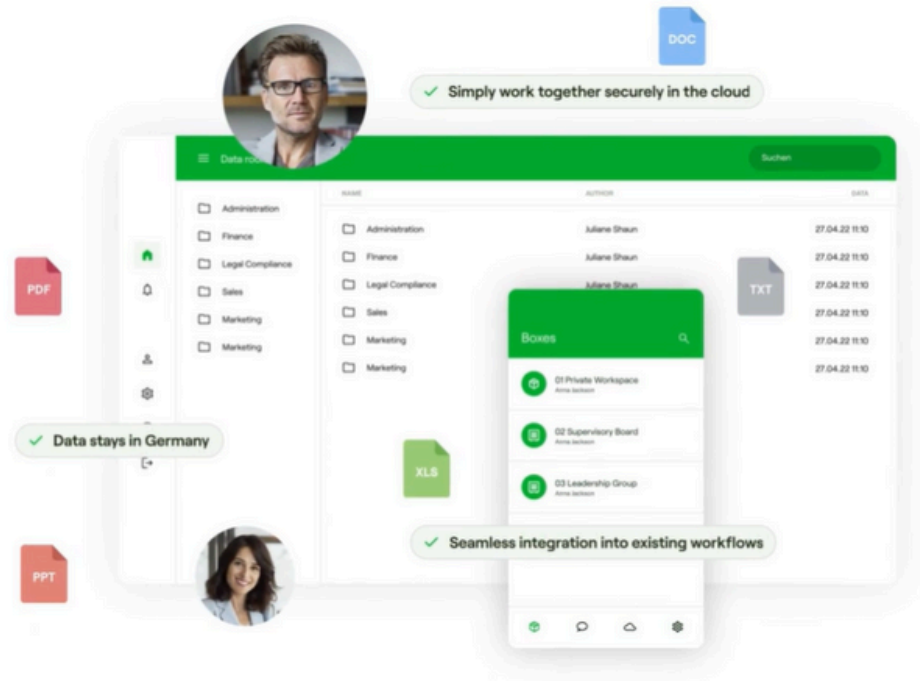 DOC
Simply work together securely in the cloud
Data roo
Suchen
NAME AUTHOR DATA
Administration
Finance
Legal Compliance
Sales
Marketing
Marketing
Administration Juliane Shaun 27.04.22 11:10
Finance Juliane Shaun 27.04.22 11:10
Legal Compliance Juliane Shaun 27.04.22 11:10
Sales 27.04.22 11:10
Marketing 27.04.22 11:10
Marketing 27.04.22 11:10
PDF
TXT
Boxes
01 Private Workspace
Anna Jackson
02 Supervisory Board
Anna Jackson
03 Leadership Group
Anna Jackson
Data stays in Germany
XLS
Seamless integration into existing workflows
PPT